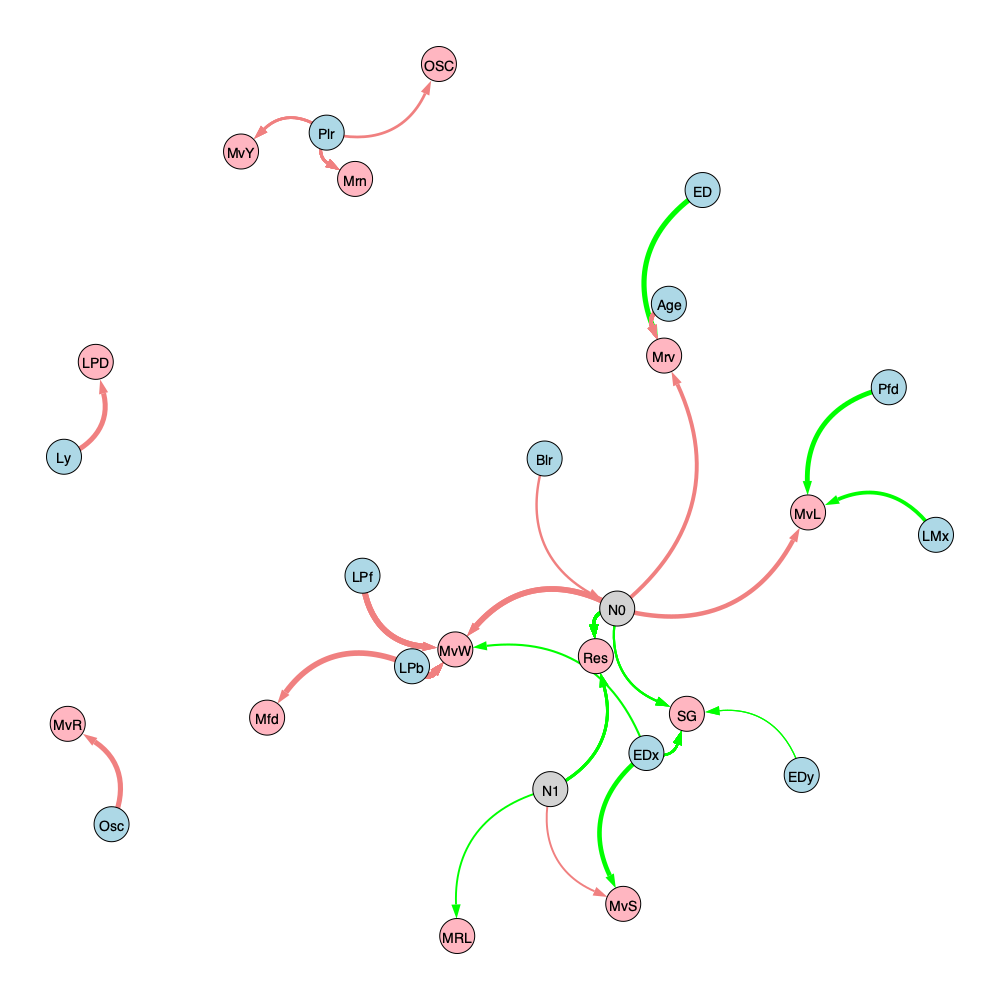 OSC
Plr
MvY
Mrn
ED
Age
Mrv
LPD
Pfd
Ly
Blr
MvL
LMx
LPf
N0
MvW
Res
LPb
Mfd
SG
MvR
EDx
EDy
N1
Osc
MvS
MRL